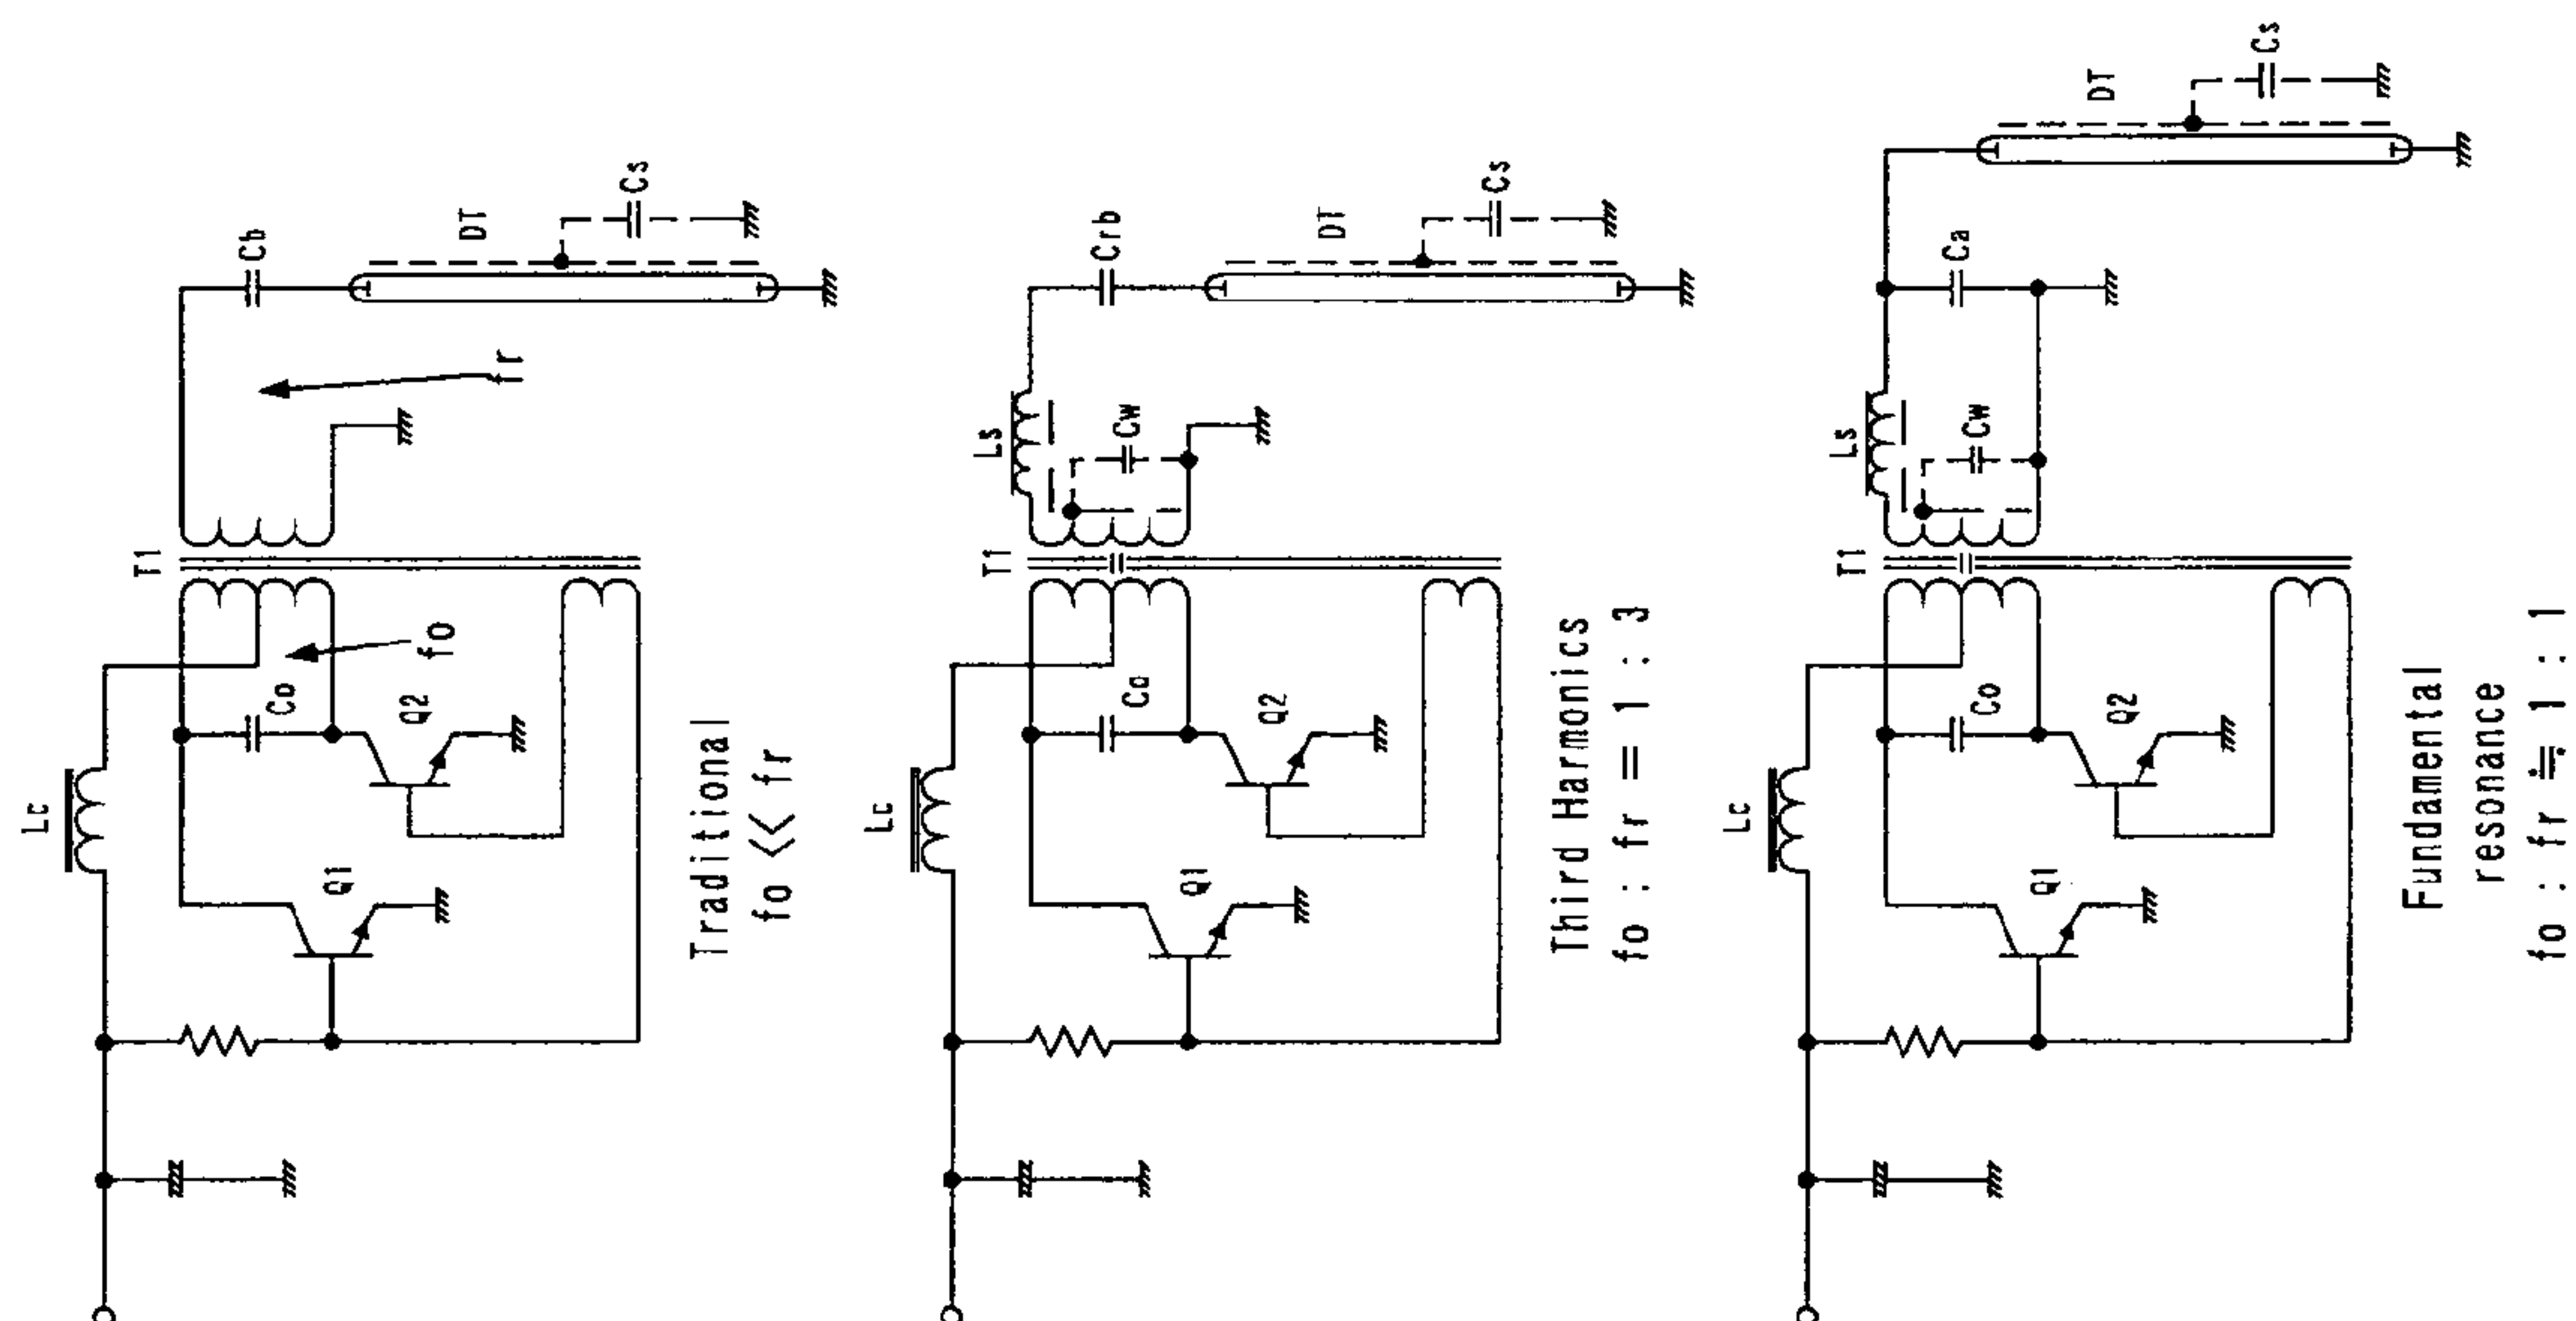 Lc
T1
Cb
DT
Cs
fr
fo
Co
Q2
Q1
Traditional
fo << fr
Lc
T1
Ls
Cw
Crb
DT
Cs
Co
Q2
Q1
Third Harmonics
fo : fr = 1 : 3
Lc
T1
Ls
Cw
Ca
DT
Cs
Co
Q2
Q1
Fundamental
resonance
fo : fr ≒ 1 : 1